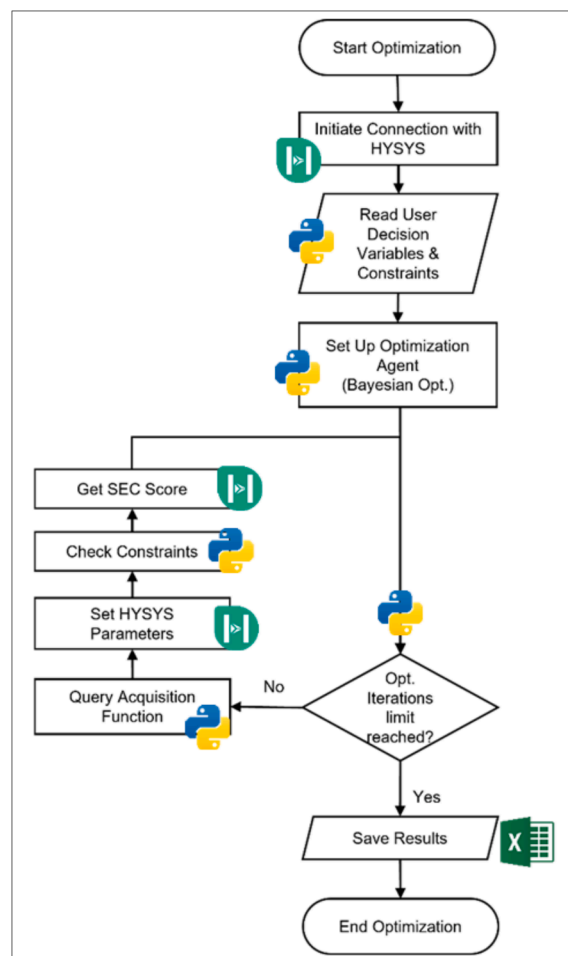 Start Optimization
Initiate Connection with
HYSYS
Read User
Decision
Variables &
Constraints
Set Up Optimization
Agent
(Bayesian Opt.)
Get SEC Score
Check Constraints
Set HYSYS
Parameters
Query Acquisition
Function
No
Opt.
Iterations
limit
reached?
Yes
Save Results
X
End Optimization